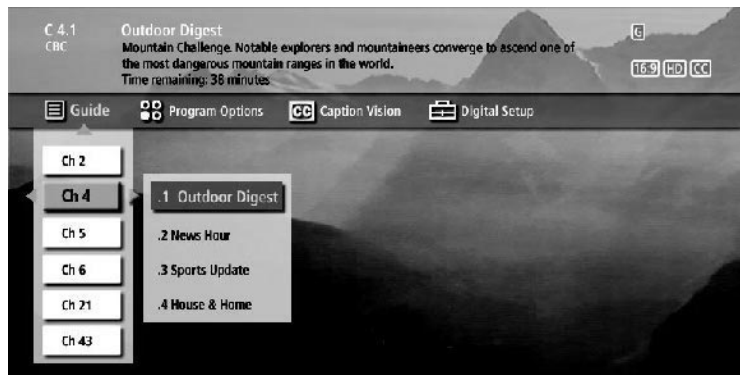 C 4.1 Outdoor Digest G
CBC Mountain Challenge. Notable explorers and mountaineers converge to ascend one of
the most dangerous mountain ranges in the world. 16:9 HD CC
Time remaining: 38 minutes
Guide Program Options CC Caption Vision Digital Setup
Ch 2
Ch 4 .1 Outdoor Digest
Ch 5 .2 News Hour
Ch 6 .3 Sports Update
Ch 21 .4 House & Home
Ch 43